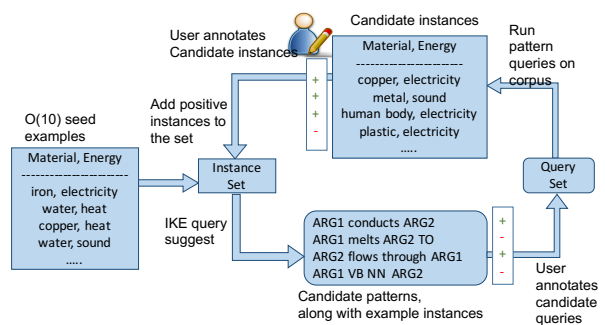 User annotates
Candidate instances
Candidate instances
Material, Energy
--------------------------
copper, electricity
metal, sound
human body, electricity
plastic, electricity
.....
+
+
+
-
Run
pattern
queries on
corpus
Add positive
instances to
the set
O(10) seed
examples
Material, Energy
--------------------------
iron, electricity
water, heat
copper, heat
water, sound
.....
Instance
Set
Query
Set
IKE query
suggest
ARG1 conducts ARG2
ARG1 melts ARG2 TO
ARG2 flows through ARG1
ARG1 VB NN ARG2
+
-
+
-
Candidate patterns,
along with example instances
User
annotates
candidate
queries